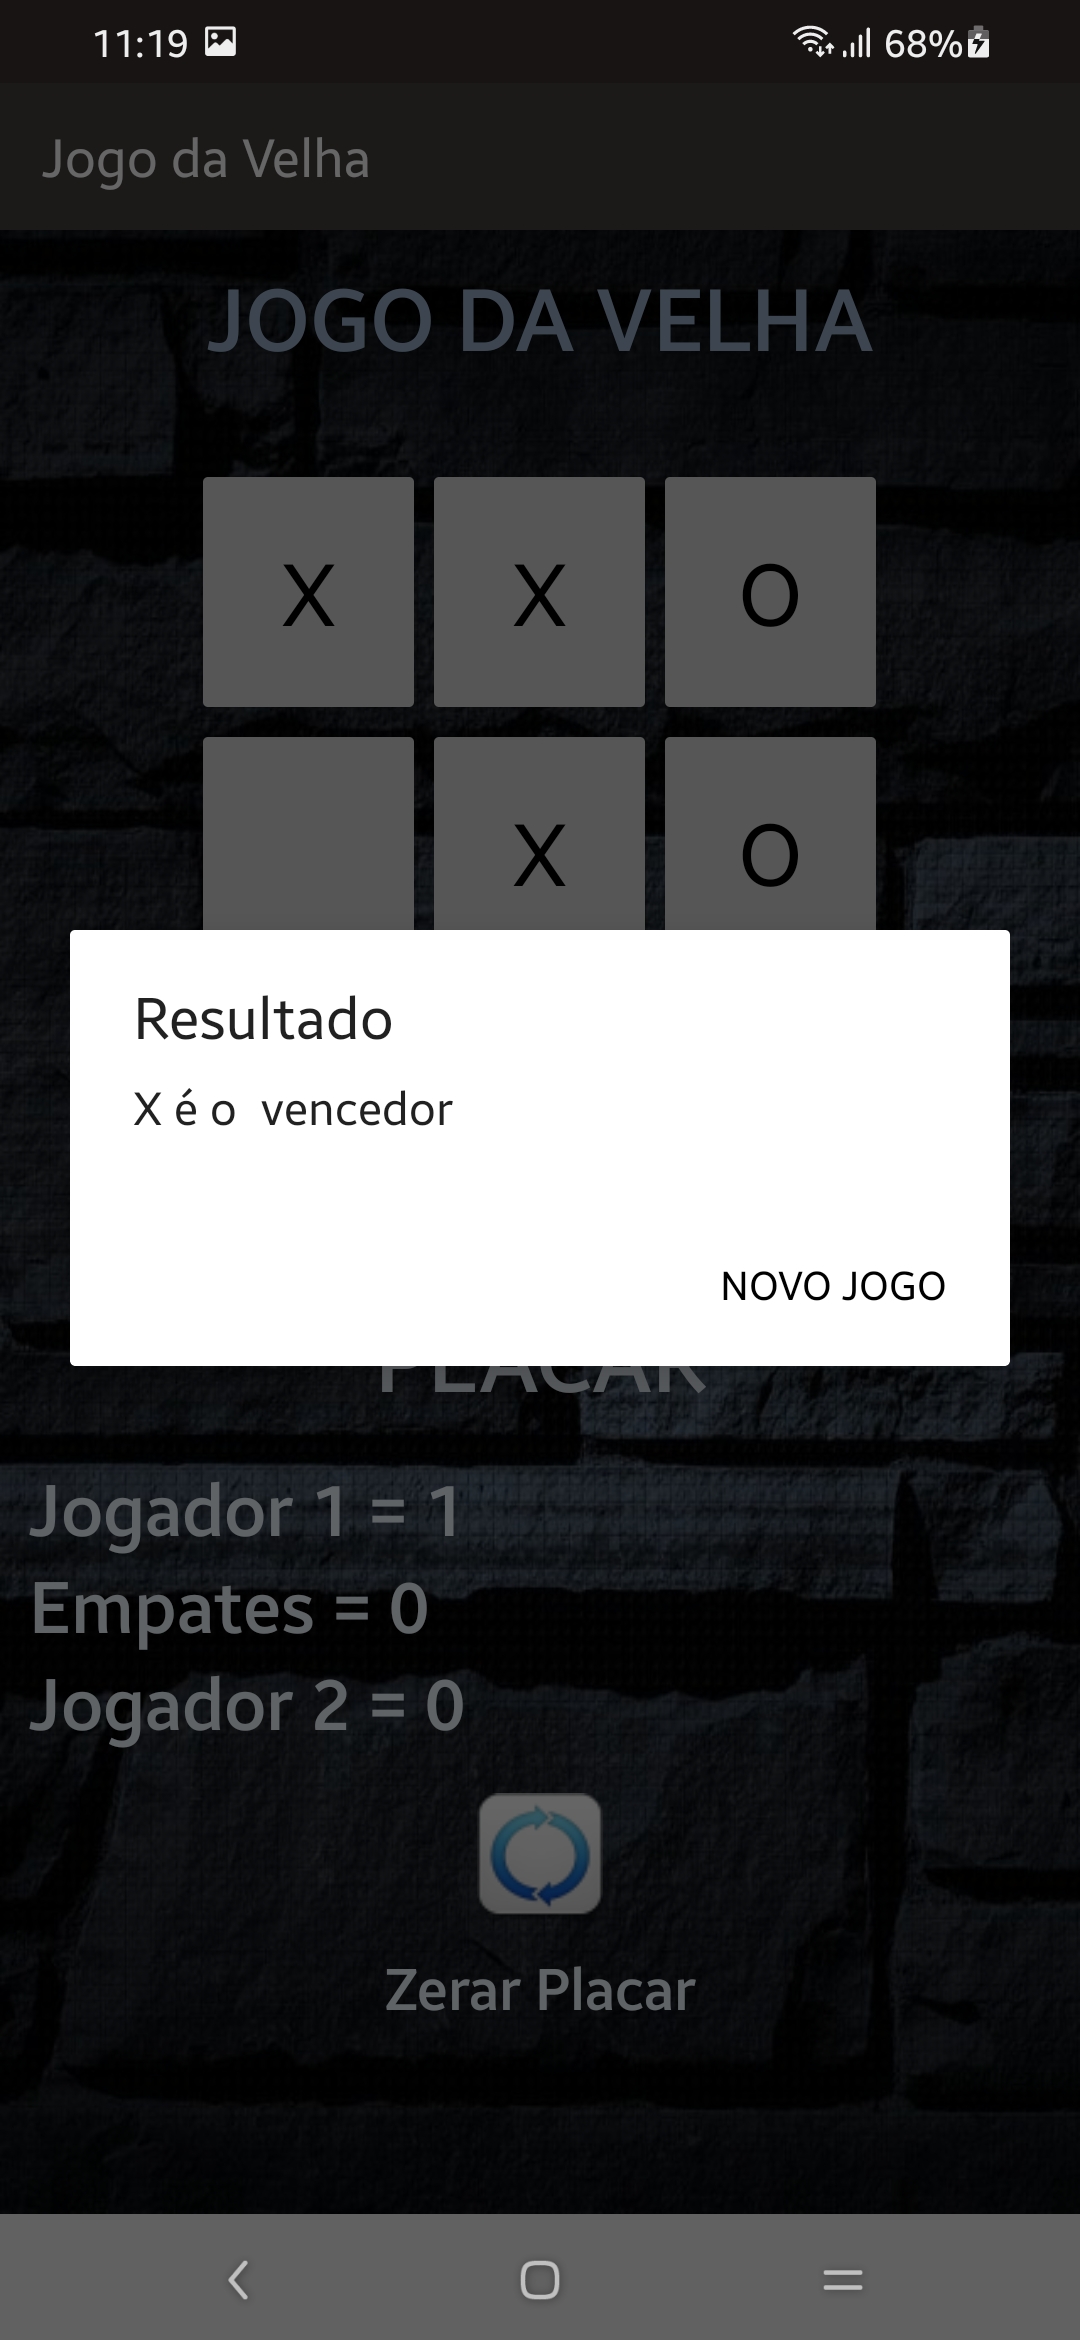 11:19 68%
Jogo da Velha
JOGO DA VELHA
X X O
X O
Resultado
X é o  vencedor
NOVO JOGO
PLACAR
Jogador 1 = 1
Empates = 0
Jogador 2 = 0
Zerar Placar